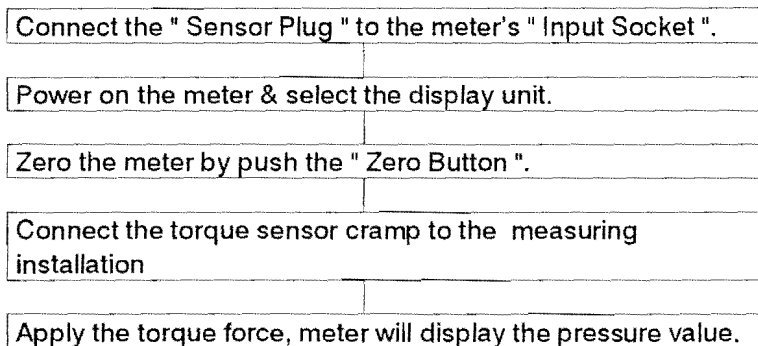 Connect the " Sensor Plug " to the meter's " Input Socket ".
Power on the meter & select the display unit.
Zero the meter by push the " Zero Button ".
Connect the torque sensor cramp to the measuring
installation
Apply the torque force, meter will display the pressure value.